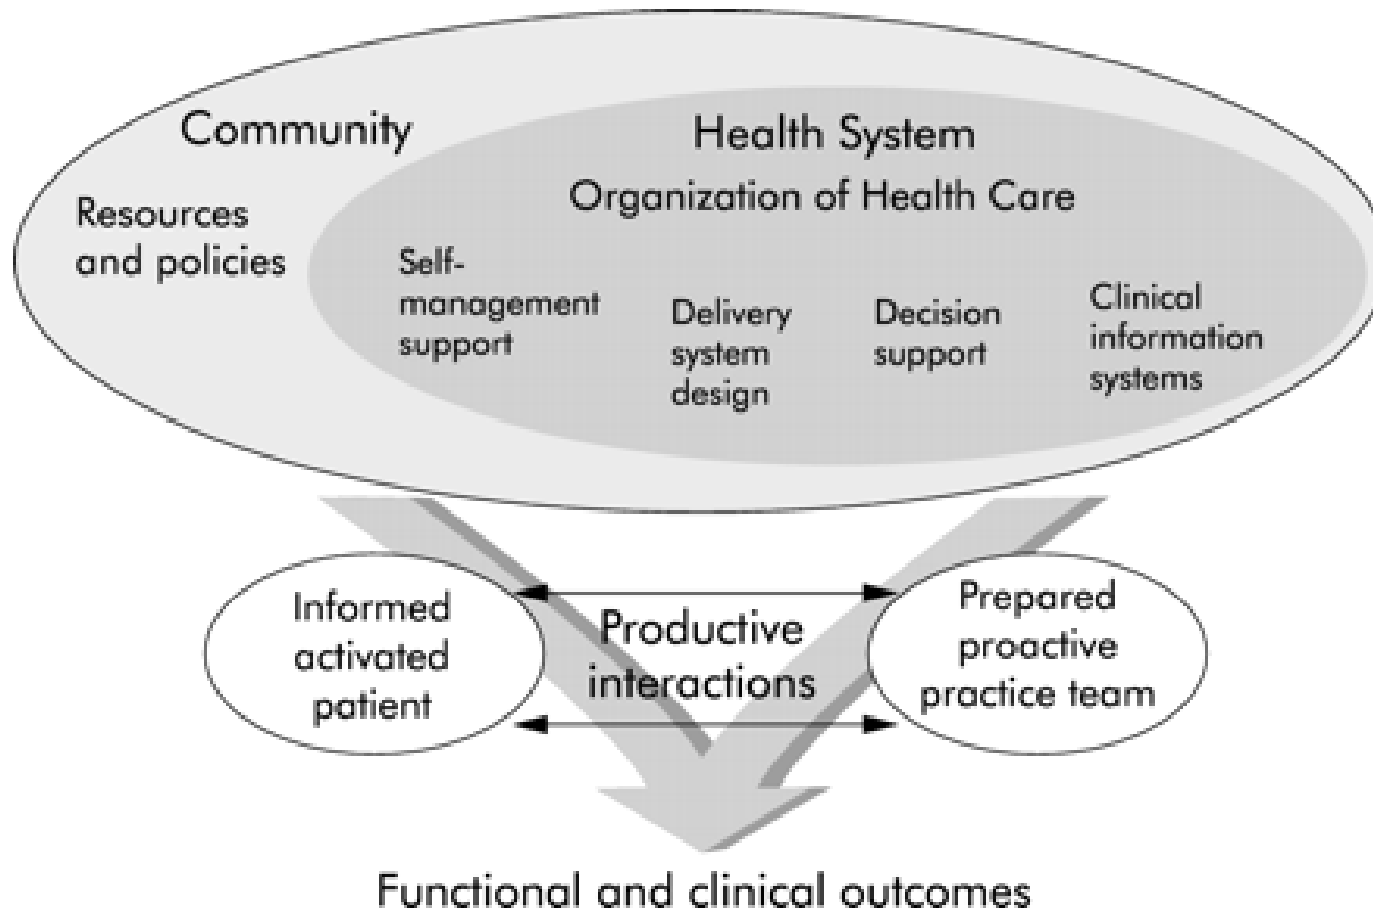 Community
Resources
and policies
Health System
Organization of Health Care
Self-
management
support
Delivery
system
design
Decision
support
Clinical
information
systems
Informed
activated
patient
Productive
interactions
Prepared
proactive
practice team
Functional and clinical outcomes